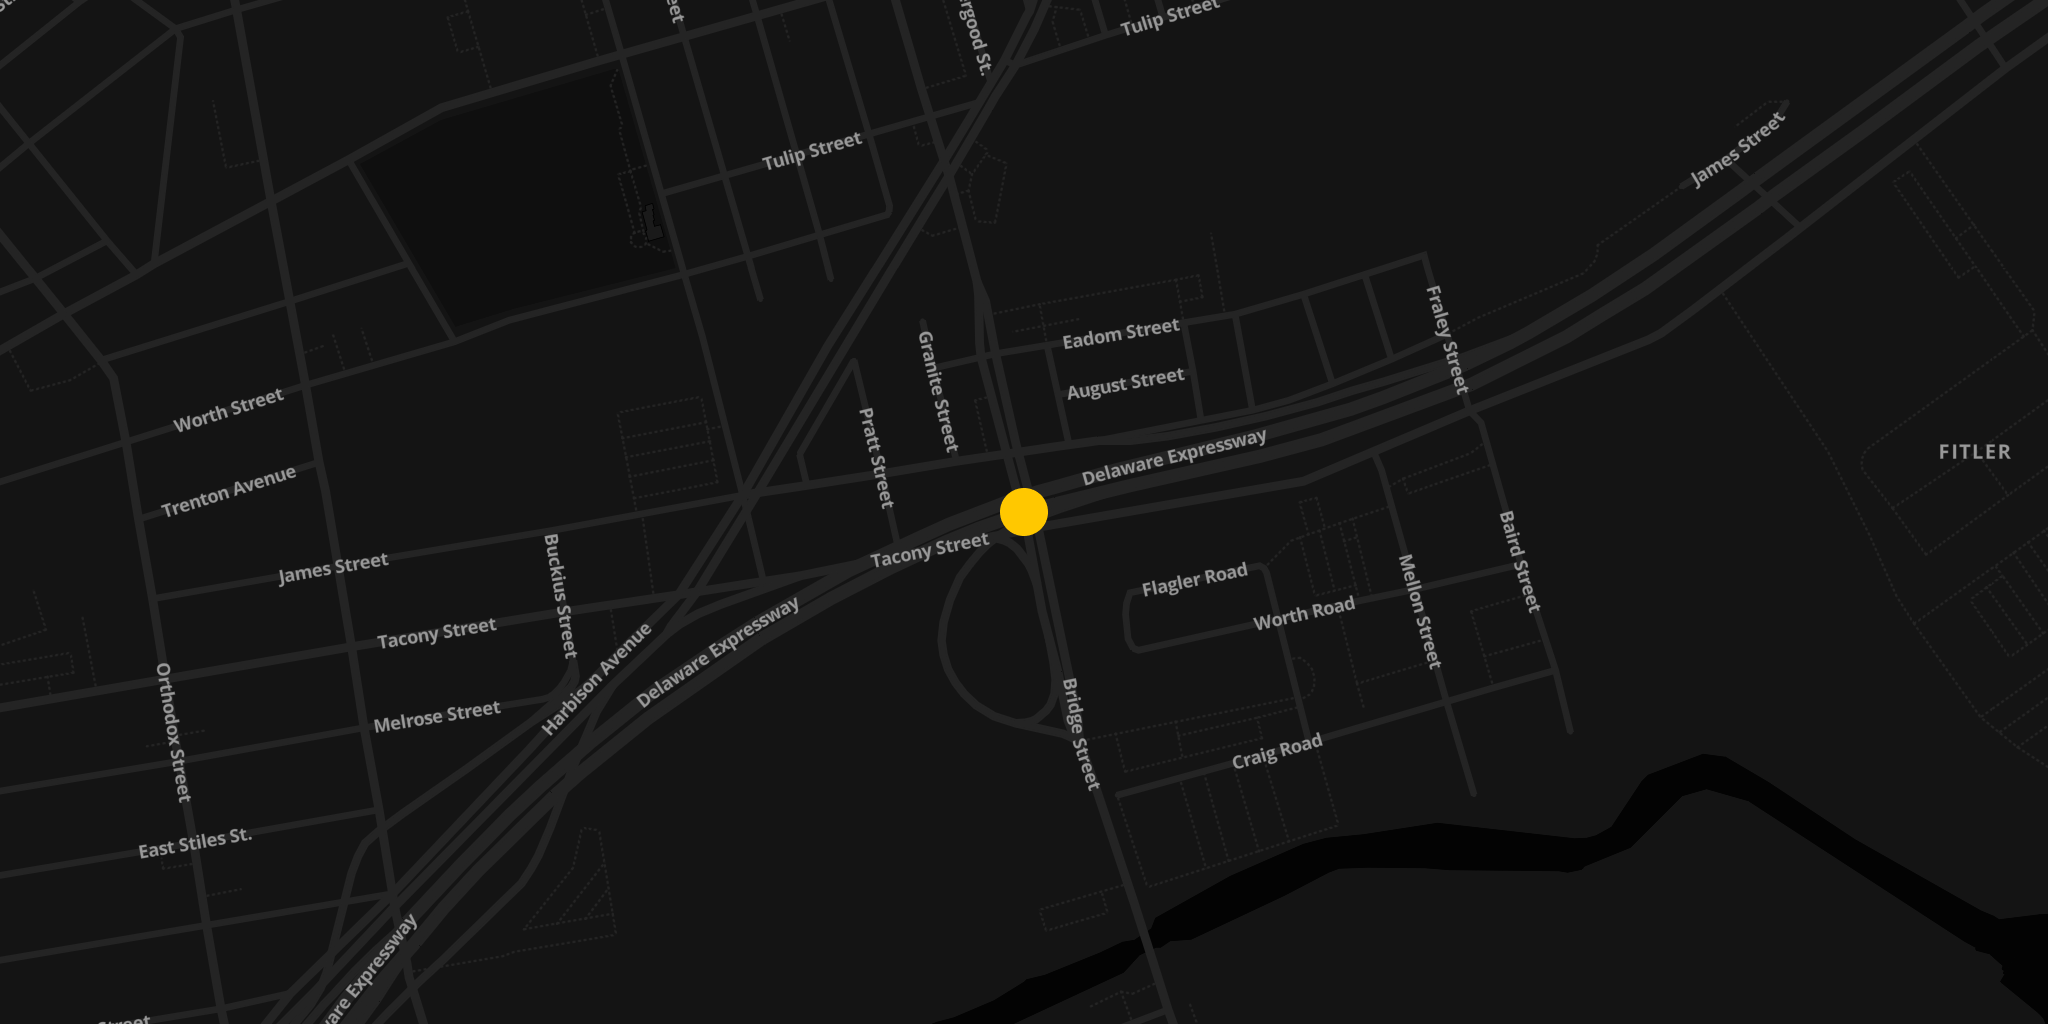 Tulip Street
Tulip Street
James Street
Eadom Street
Fraley Street
Granite Street
August Street
Worth Street
Pratt Street
Delaware Expressway
FITLER
Trenton Avenue
Buckius Street
Tacony Street
James Street
Baird Street
Mellon Street
Flagler Road
Worth Road
Tacony Street
Harbison Avenue
Delaware Expressway
Orthodox Street
Melrose Street
Bridge Street
Craig Road
East Stiles St.